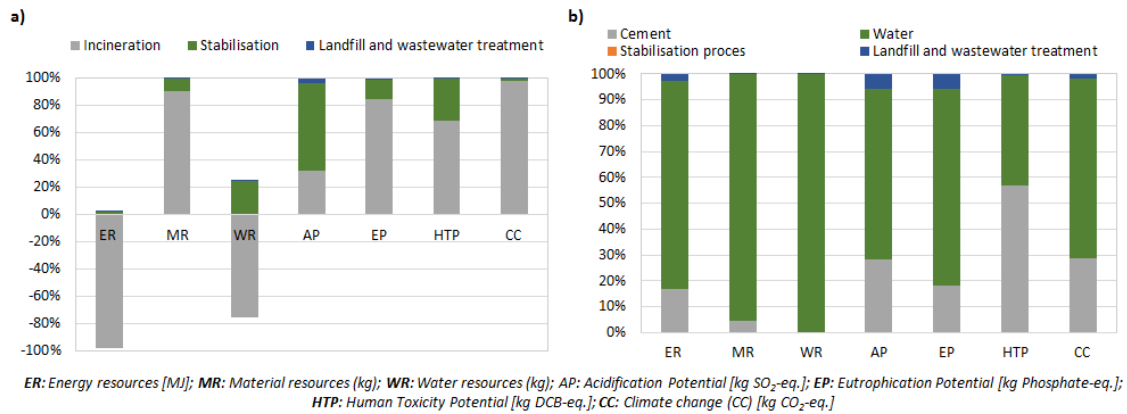 a)
Incineration Stabilisation Landfill and wastewater treatment
100%
80%
60%
40%
20%
0%
-20%
-40%
-60%
-80%
-100%
ER MR WR AP EP HTP CC
b)
Cement Water
Stabilisation proces Landfill and wastewater treatment
100%
90%
80%
70%
60%
50%
40%
30%
20%
10%
0%
ER MR WR AP EP HTP CC
ER: Energy resources [MJ]; MR: Material resources (kg); WR: Water resources (kg); AP: Acidification Potential [kg SO₂-eq.]; EP: Eutrophication Potential [kg Phosphate-eq.];
HTP: Human Toxicity Potential [kg DCB-eq.]; CC: Climate change (CC) [kg CO₂-eq.]